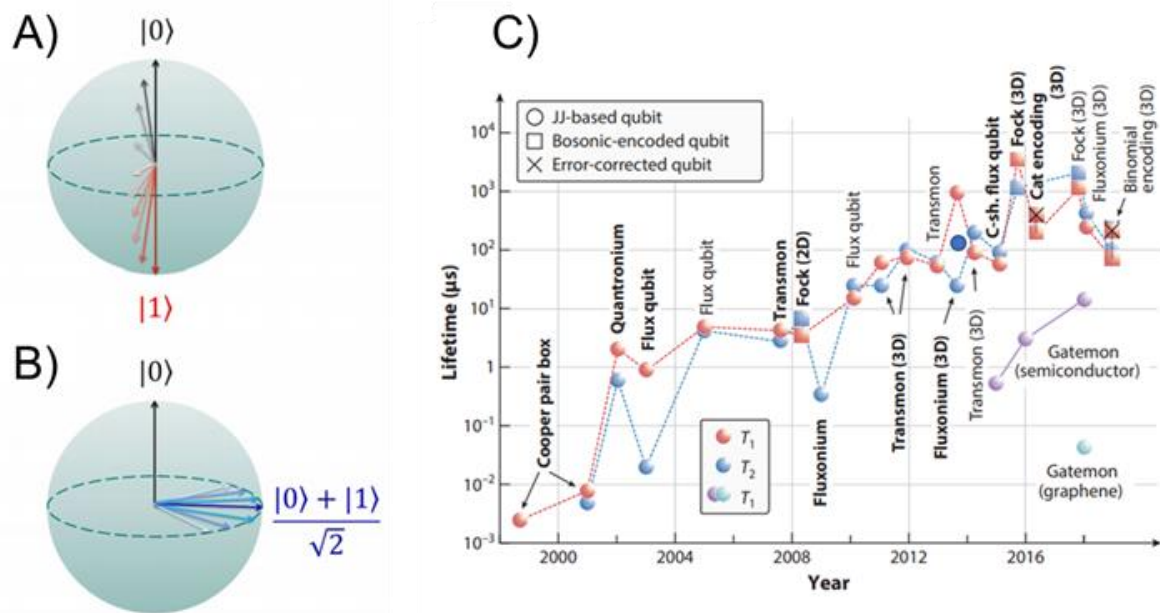 A)
|0⟩
|1⟩
B)
|0⟩
|0⟩ + |1⟩
√2
C)
JJ-based qubit
Bosonic-encoded qubit
Error-corrected qubit
Lifetime (µs)
10⁴
10³
10²
10¹
1
10⁻¹
10⁻²
10⁻³
2000
2004
2008
2012
2016
Year
Cooper pair box
Quantronium
Flux qubit
Flux qubit
Transmon
Fock (2D)
Fluxonium
Flux qubit
Transmon (3D)
Transmon
Fluxonium (3D)
Transmon (3D)
C-sh. flux qubit
Fock (3D)
Cat encoding
(3D)
Fock (3D)
Fluxonium (3D)
Binomial
encoding (3D)
Gatemon
(semiconductor)
Gatemon
(graphene)
T₁
T₂
T₁